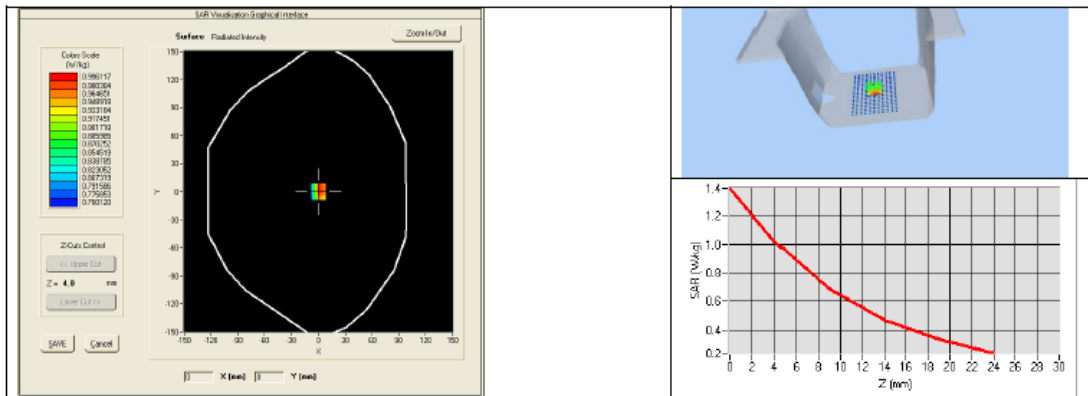 SAR Visualisation Graphical Interface
Surface Radiated Intensity
Zoom In/Out
Colors Scale
(W/kg)
0.996117
0.980384
0.964651
0.948918
0.933184
0.917451
0.901718
0.885985
0.870252
0.854519
0.838785
0.823052
0.807319
0.791586
0.775853
0.760120
Z-Cuts Control
<< Upper Cut
Z = 4.0 mm
Lower Cut >>
SAVE Cancel
150
120
90
60
30
0
-30
-60
-90
-120
-150
Y
-150 -120 -90 -60 -30 0 30 60 90 120 150
X
0 X (mm) Y (mm)
1.4
1.2
1.0
0.8
0.6
0.4
0.2
SAR (W/kg)
0 2 4 6 8 10 12 14 16 18 20 22 24 26 28 30
Z (mm)